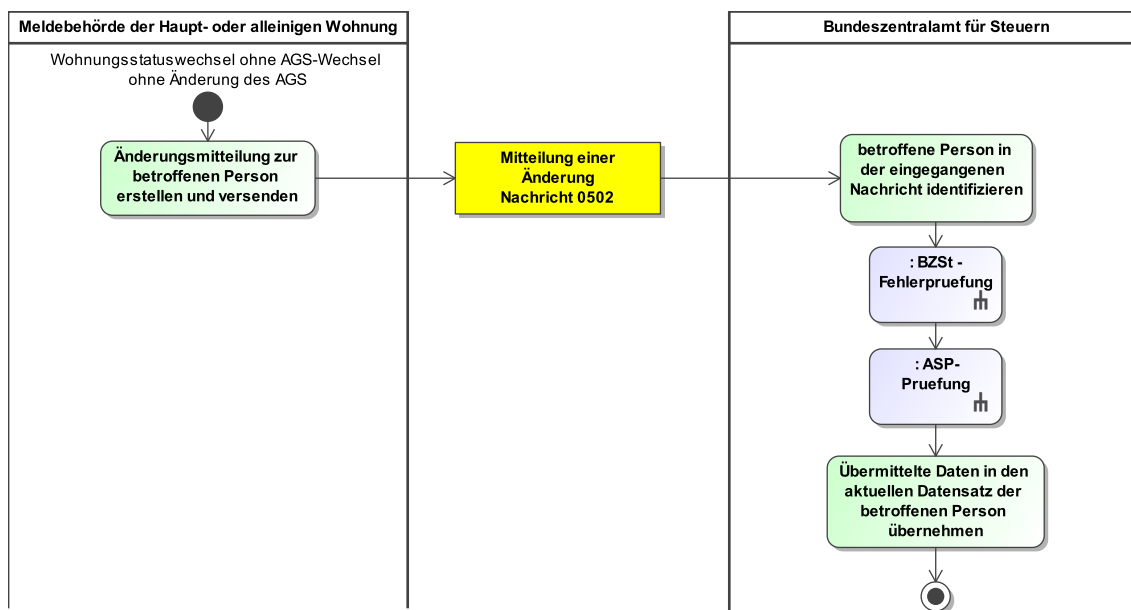 Meldebehörde der Haupt- oder alleinigen Wohnung
Wohnungsstatuswechsel ohne AGS-Wechsel
ohne Änderung des AGS
Änderungsmitteilung zur
betroffenen Person
erstellen und versenden
Mitteilung einer
Änderung
Nachricht 0502
Bundeszentralamt für Steuern
betroffene Person in
der eingegangenen
Nachricht identifizieren
: BZSt -
Fehlerpruefung
: ASP-
Pruefung
Übermittelte Daten in den
aktuellen Datensatz der
betroffenen Person
übernehmen